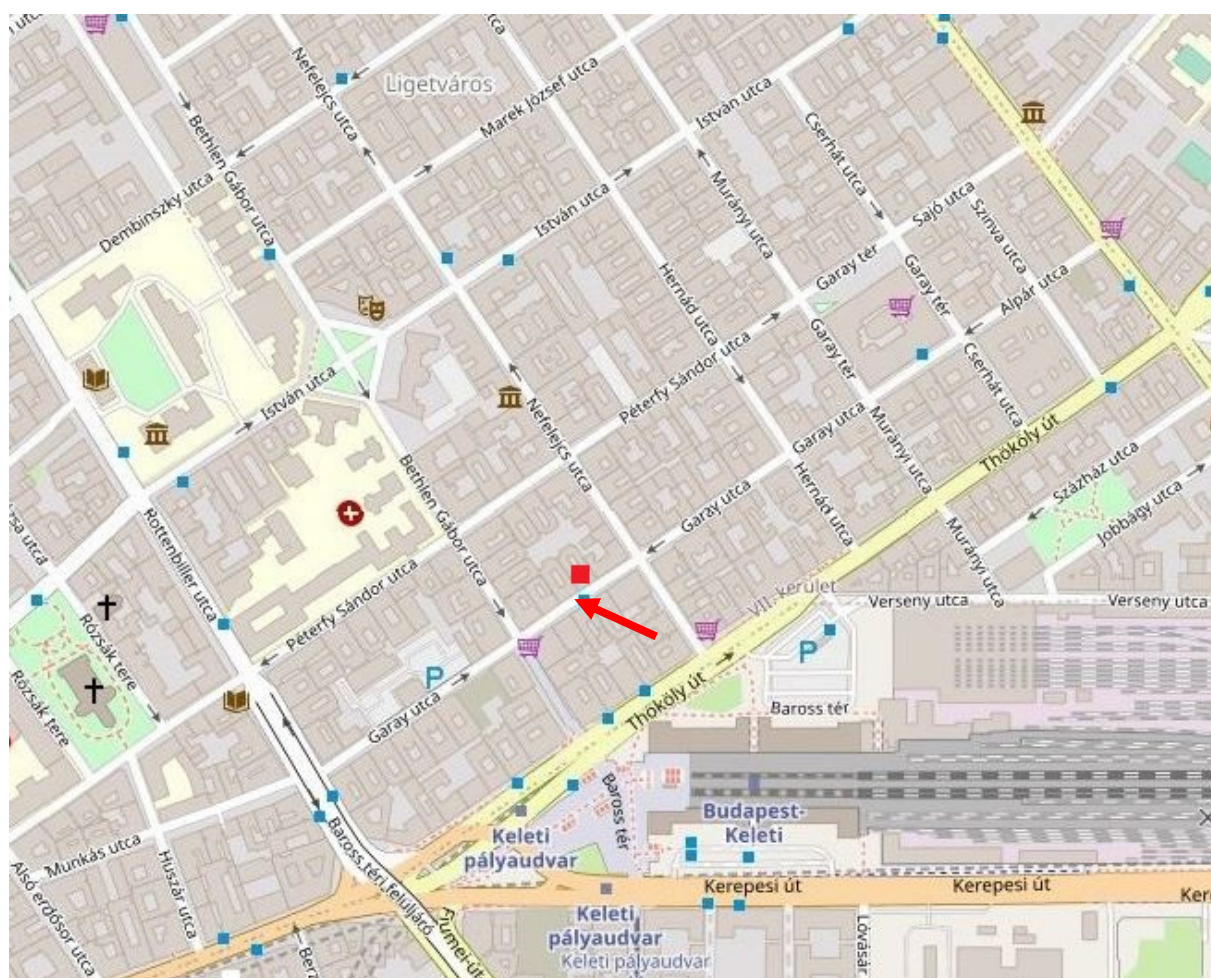 Ligetváros
Nefelejcs utca
Marek József utca
István utca
Bethlen Gábor utca
Cserhát utca
Dembinszky utca
István utca
Murányi utca
Sajó utca
Szinva utca
Garay tér
Garay tér
Alpár utca
Hernád utca
Garay tér
Cserhát utca
István utca
Péterfy Sándor utca
Nefelejcs utca
Garay utca
Murányi utca
Thököly út
Bethlen Gábor utca
Hernád utca
Százház utca
Garay utca
Murányi utca
Jobbágy utca
Rottenbiller utca
Péterfy Sándor utca
VII. kerület
Verseny utca
Verseny utca
Rózsák tere
Rózsák tere
P
P
Garay utca
Thököly út
Baross tér
Baross tér
Budapest-
Keleti
Keleti
pályaudvar
Munkás utca
Huszár utca
Alsó erdősor utca
Baross téri felüljáró
Kerepesi út
Kerepesi út
Ker
Keleti
pályaudvar
Keleti pályaudvar
Fiumei út
Lóvásár
Berz